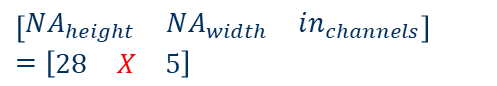 [NA_height NA_width in_channels]
= [28 X 5]